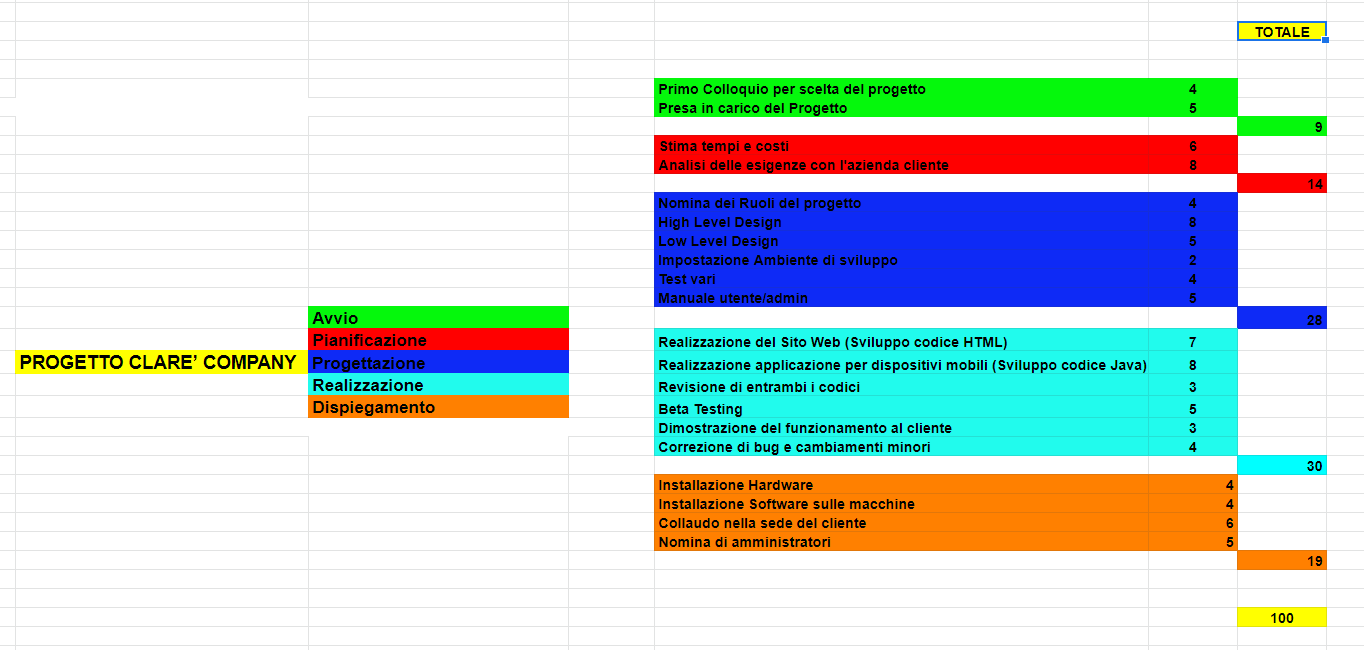 TOTALE
Primo Colloquio per scelta del progetto 4
Presa in carico del Progetto 5
9
Stima tempi e costi 6
Analisi delle esigenze con l'azienda cliente 8
14
Nomina dei Ruoli del progetto 4
High Level Design 8
Low Level Design 5
Impostazione Ambiente di sviluppo 2
Test vari 4
Manuale utente/admin 5
28
Avvio
Pianificazione
PROGETTO CLARE’ COMPANY Progettazione
Realizzazione
Dispiegamento
Realizzazione del Sito Web (Sviluppo codice HTML) 7
Realizzazione applicazione per dispositivi mobili (Sviluppo codice Java) 8
Revisione di entrambi i codici 3
Beta Testing 5
Dimostrazione del funzionamento al cliente 3
Correzione di bug e cambiamenti minori 4
30
Installazione Hardware 4
Installazione Software sulle macchine 4
Collaudo nella sede del cliente 6
Nomina di amministratori 5
19
100